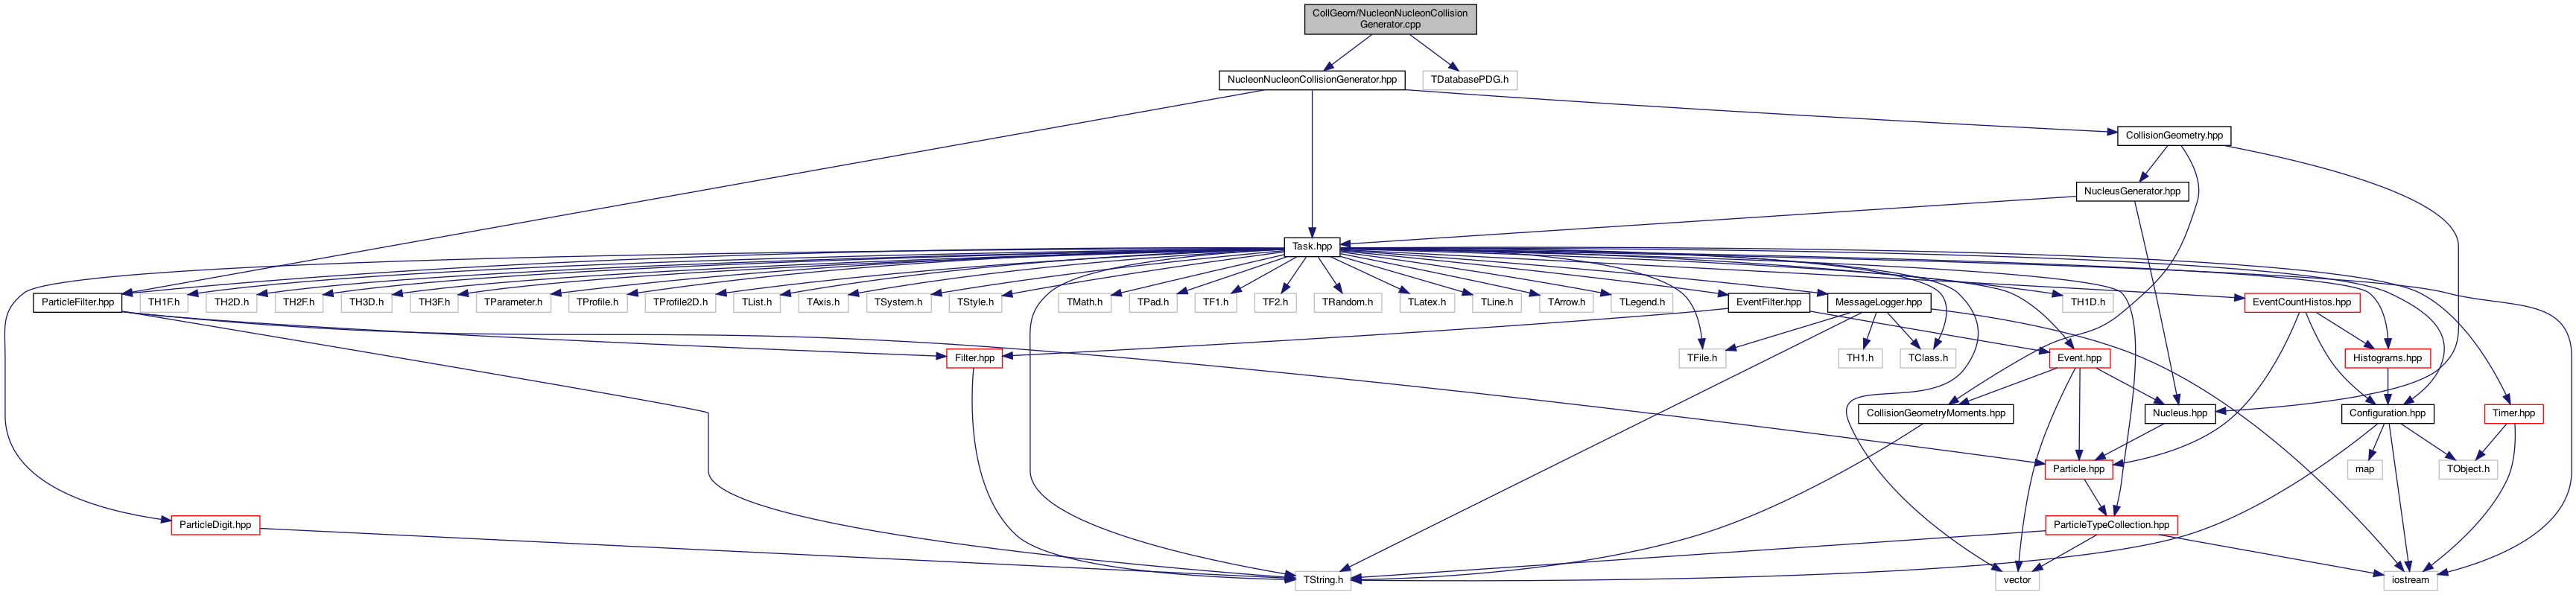 CollGeom/NucleonNucleonCollision
Generator.cpp
NucleonNucleonCollisionGenerator.hpp
TDatabasePDG.h
CollisionGeometry.hpp
NucleusGenerator.hpp
Task.hpp
ParticleFilter.hpp
TH1F.h
TH2D.h
TH2F.h
TH3D.h
TH3F.h
TParameter.h
TProfile.h
TProfile2D.h
TList.h
TAxis.h
TSystem.h
TStyle.h
TMath.h
TPad.h
TF1.h
TF2.h
TRandom.h
TLatex.h
TLine.h
TArrow.h
TLegend.h
EventFilter.hpp
MessageLogger.hpp
TH1D.h
EventCountHistos.hpp
Filter.hpp
TFile.h
TH1.h
TClass.h
Event.hpp
Histograms.hpp
CollisionGeometryMoments.hpp
Nucleus.hpp
Configuration.hpp
Timer.hpp
Particle.hpp
map
TObject.h
ParticleDigit.hpp
ParticleTypeCollection.hpp
TString.h
vector
iostream